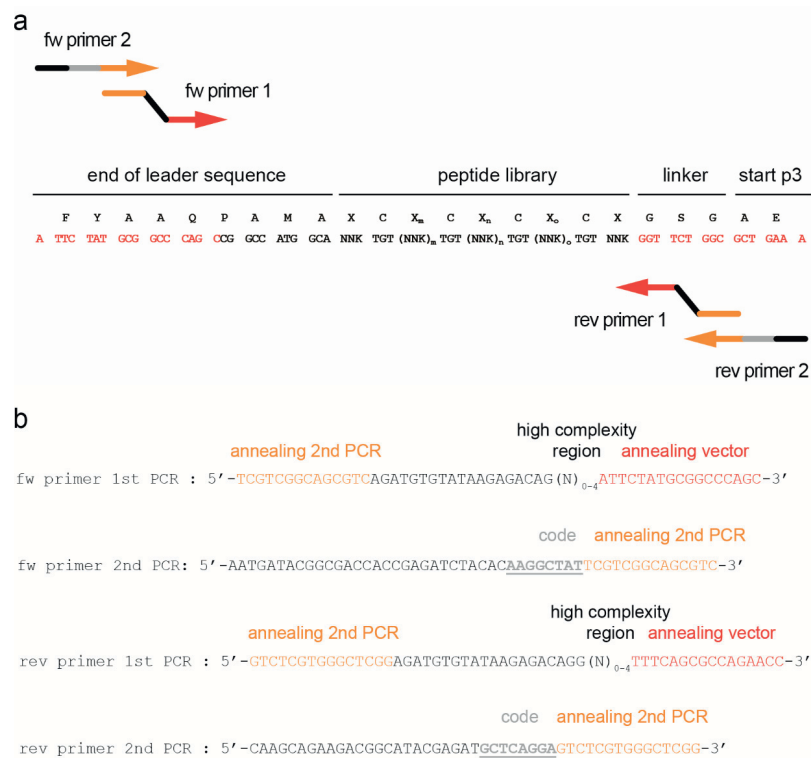 a
fw primer 2
fw primer 1
end of leader sequence peptide library linker start p3
F Y A A Q P A M A X C Xm C Xn C Xo C X G S G A E
A TTC TAT GCG GCC CAG CCG GCC ATG GCA NNK TGT (NNK)m TGT (NNK)n TGT (NNK)o TGT NNK GGT TCT GGC GCT GAA A
rev primer 1
rev primer 2
b
high complexity
annealing 2nd PCR region annealing vector
fw primer 1st PCR : 5'-TCGTCGGCAGCGTCAGATGTGTATAAGAGACAG(N)0-4ATTCTATGCGGCCCAGC-3'
code annealing 2nd PCR
fw primer 2nd PCR: 5'-AATGATACGGCGACCACCGAGATCTACACAAGGCTATTCGTCGGCAGCGTC-3'
high complexity
annealing 2nd PCR region annealing vector
rev primer 1st PCR : 5'-GTCTCGTGGGCTCGGAGATGTGTATAAGAGACAGG(N)0-4TTTCAGCGCCAGAACC-3'
code annealing 2nd PCR
rev primer 2nd PCR : 5'-CAAGCAGAAGACGGCATACGAGATGCTCAGGAGTCTCGTGGGCTCGG-3'